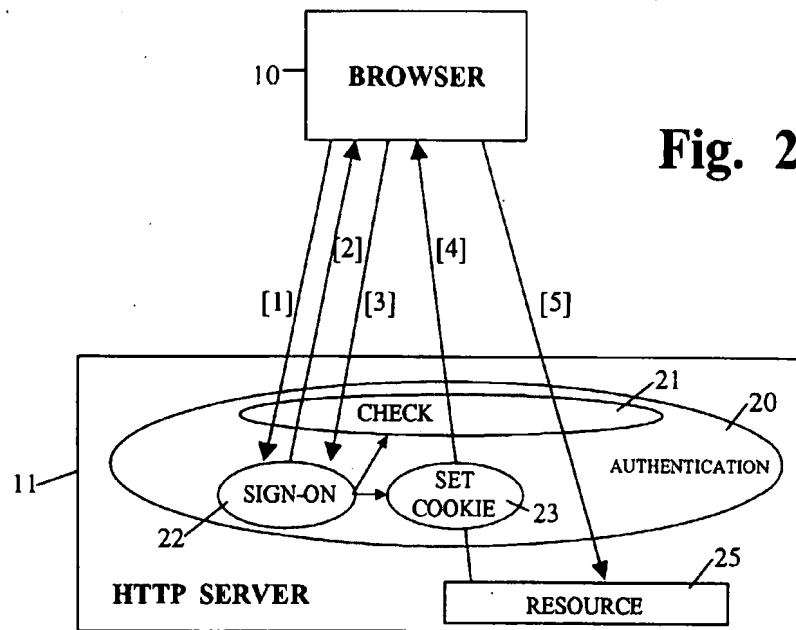 10
BROWSER
Fig. 2
[1]
[2]
[3]
[4]
[5]
21
20
CHECK
AUTHENTICATION
11
SIGN-ON
SET
COOKIE
22
23
25
HTTP SERVER
RESOURCE